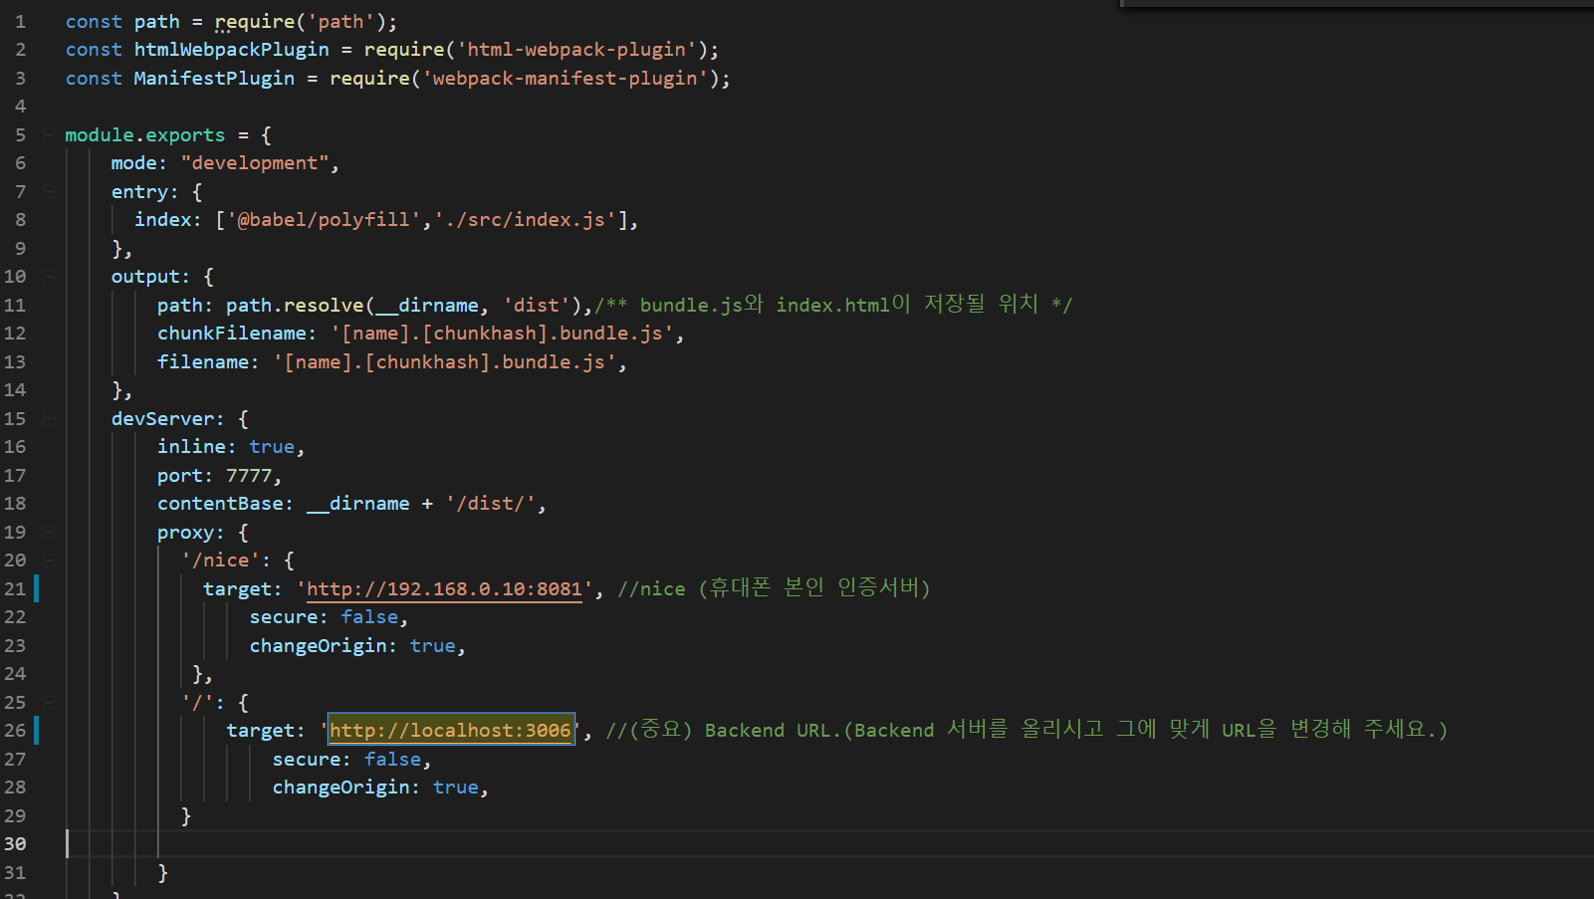 1 const path = require('path');
2 const htmlWebpackPlugin = require('html-webpack-plugin');
3 const ManifestPlugin = require('webpack-manifest-plugin');
4
5 module.exports = {
6 mode: "development",
7 entry: {
8 index: ['@babel/polyfill','./src/index.js'],
9 },
10 output: {
11 path: path.resolve(__dirname, 'dist'),/** bundle.js와 index.html이 저장될 위치 */
12 chunkFilename: '[name].[chunkhash].bundle.js',
13 filename: '[name].[chunkhash].bundle.js',
14 },
15 devServer: {
16 inline: true,
17 port: 7777,
18 contentBase: __dirname + '/dist/',
19 proxy: {
20 '/nice': {
21 target: 'http://192.168.0.10:8081', //nice (휴대폰 본인 인증서버)
22 secure: false,
23 changeOrigin: true,
24 },
25 '/': {
26 target: 'http://localhost:3006', //(중요) Backend URL.(Backend 서버를 올리시고 그에 맞게 URL을 변경해 주세요.)
27 secure: false,
28 changeOrigin: true,
29 }
30
31 }